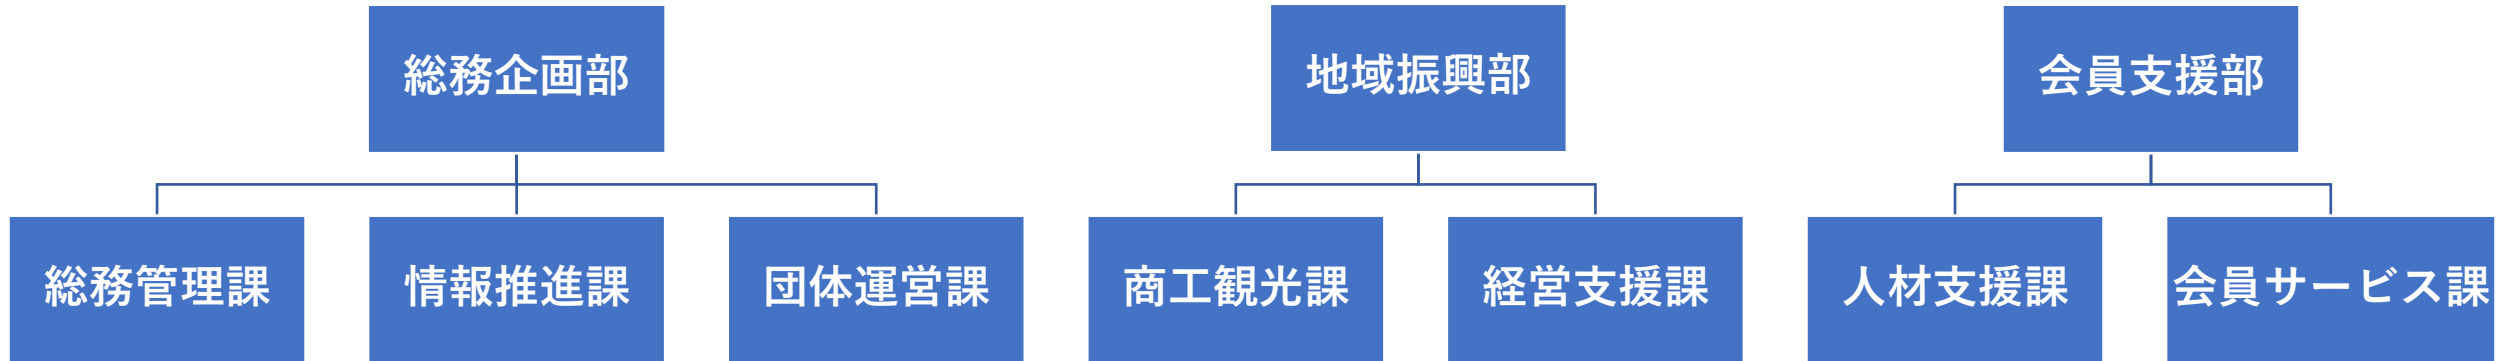 総務企画部
地域振興部
会員支援部
総務管理課
情報推進課
団体運営課
商工観光課
経営支援課
人材支援課
会員サービス課